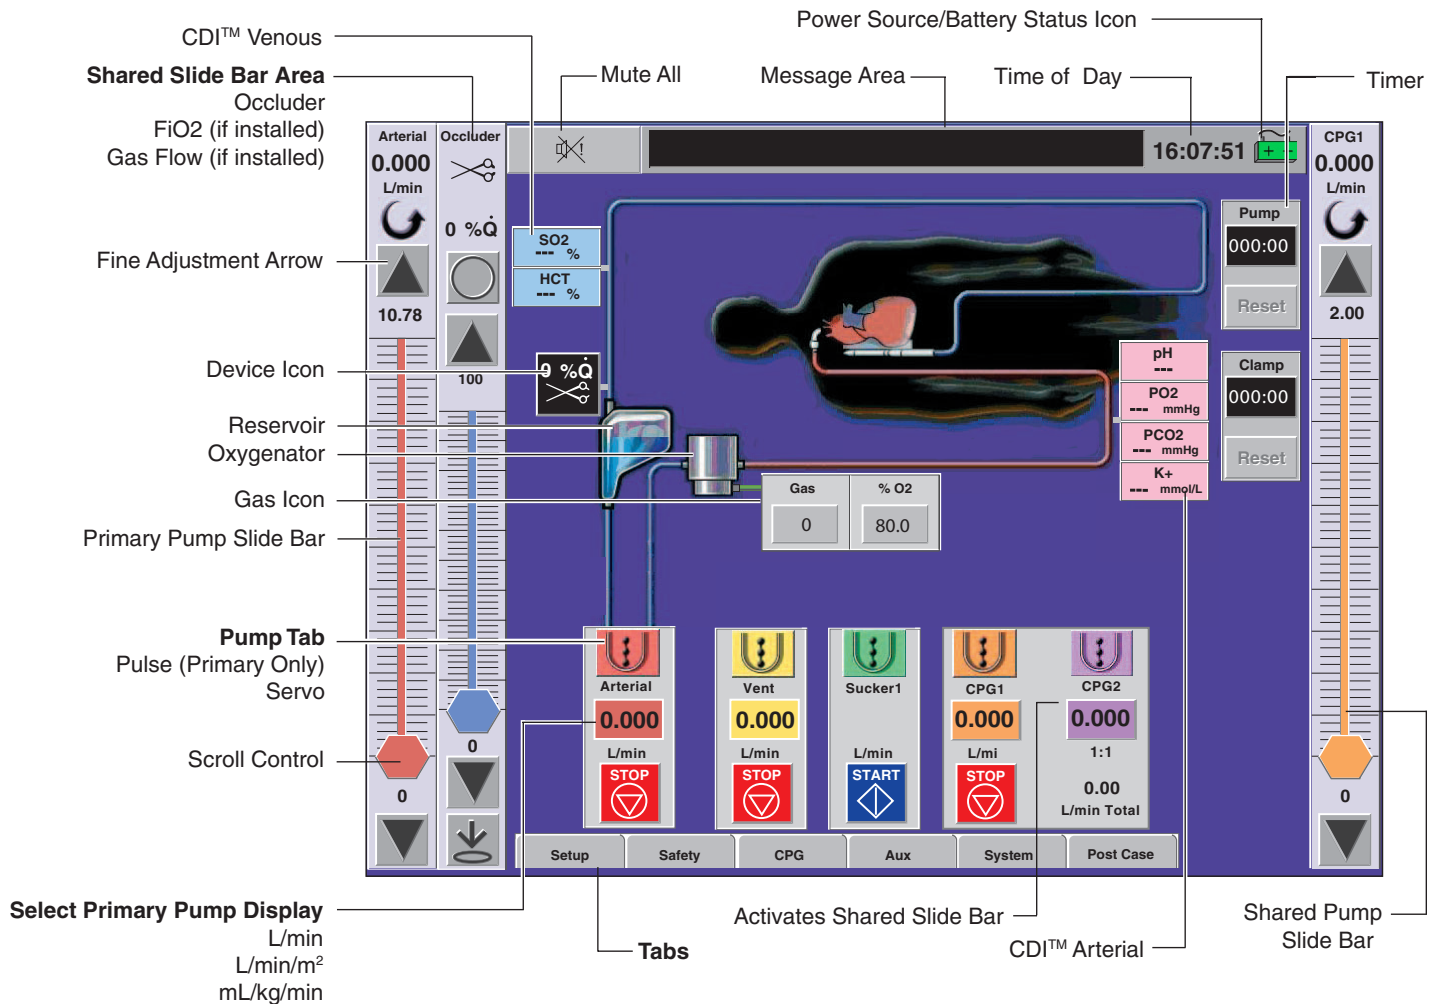 Power Source/Battery Status Icon
CDI™ Venous
Shared Slide Bar Area
Occluder
FiO2 (if installed)
Gas Flow (if installed)
Mute All
Message Area
Time of Day
Timer
Arterial
0.000
L/min
10.78
0
Occluder
0 %Q̇
100
0
!
16:07:51
+ -
CPG1
0.000
L/min
2.00
0
Fine Adjustment Arrow
SO2
--- %
HCT
--- %
Pump
000:00
Reset
Clamp
000:00
Reset
Device Icon
0 %Q̇
pH
---
PO2
--- mmHg
PCO2
--- mmHg
K+
--- mmol/L
Reservoir
Oxygenator
Gas Icon
Gas
0
% O2
80.0
Primary Pump Slide Bar
Pump Tab
Pulse (Primary Only)
Servo
Scroll Control
Arterial
0.000
L/min
STOP
Vent
0.000
L/min
STOP
Sucker1
L/min
START
CPG1
0.000
L/mi
STOP
CPG2
0.000
1:1
0.00
L/min Total
Setup
Safety
CPG
Aux
System
Post Case
Select Primary Pump Display
L/min
L/min/m²
mL/kg/min
Tabs
Activates Shared Slide Bar
CDI™ Arterial
Shared Pump
Slide Bar